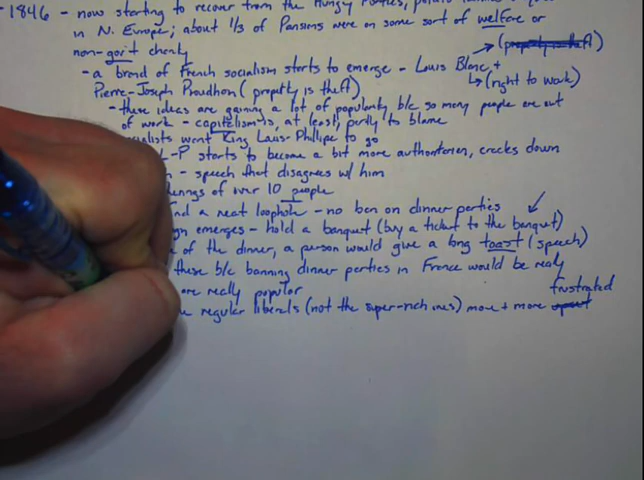 - 1846 - now starting to recover from the Hungry Forties, potato
in N. Europe; about 1/3 of Parisians were on some sort of welfare or
non-gov't charity
(property is theft)
- a brand of French socialism starts to emerge - Louis Blanc +
(right to work)
Pierre-Joseph Proudhon (property is theft)
- these ideas are gaining a lot of popularity b/c so many people are out
of work - capitalism is, at least, partly to blame
want King Louis-Philippe to go
L-P starts to become a bit more authoritarian, cracks down
- speech that disagrees w/ him
of over 10 people
find a neat loophole - no ban on dinner parties
emerges - hold a banquet (buy a ticket to the banquet)
of the dinner, a person would give a long toast (speech)
these b/c banning dinner parties in France would be really
are really popular
frustrated
regular liberals (not the super-rich ones) more + more